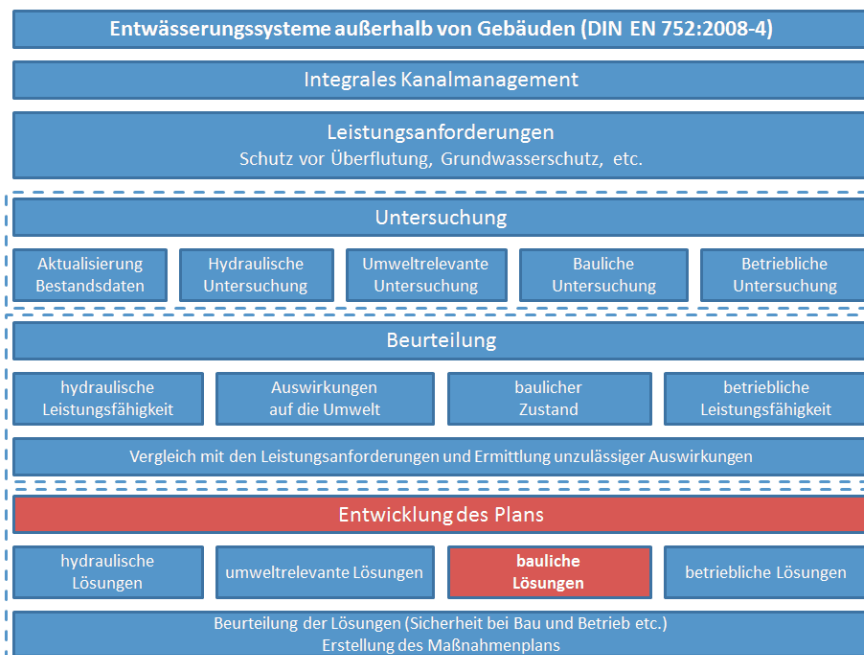 Entwässerungssysteme außerhalb von Gebäuden (DIN EN 752:2008-4)
Integrales Kanalmanagement
Leistungsanforderungen
Schutz vor Überflutung, Grundwasserschutz, etc.
Untersuchung
Aktualisierung
Bestandsdaten
Hydraulische
Untersuchung
Umweltrelevante
Untersuchung
Bauliche
Untersuchung
Betriebliche
Untersuchung
Beurteilung
hydraulische
Leistungsfähigkeit
Auswirkungen
auf die Umwelt
baulicher
Zustand
betriebliche
Leistungsfähigkeit
Vergleich mit den Leistungsanforderungen und Ermittlung unzulässiger Auswirkungen
Entwicklung des Plans
hydraulische
Lösungen
umweltrelevante Lösungen
bauliche
Lösungen
betriebliche Lösungen
Beurteilung der Lösungen (Sicherheit bei Bau und Betrieb etc.)
Erstellung des Maßnahmenplans